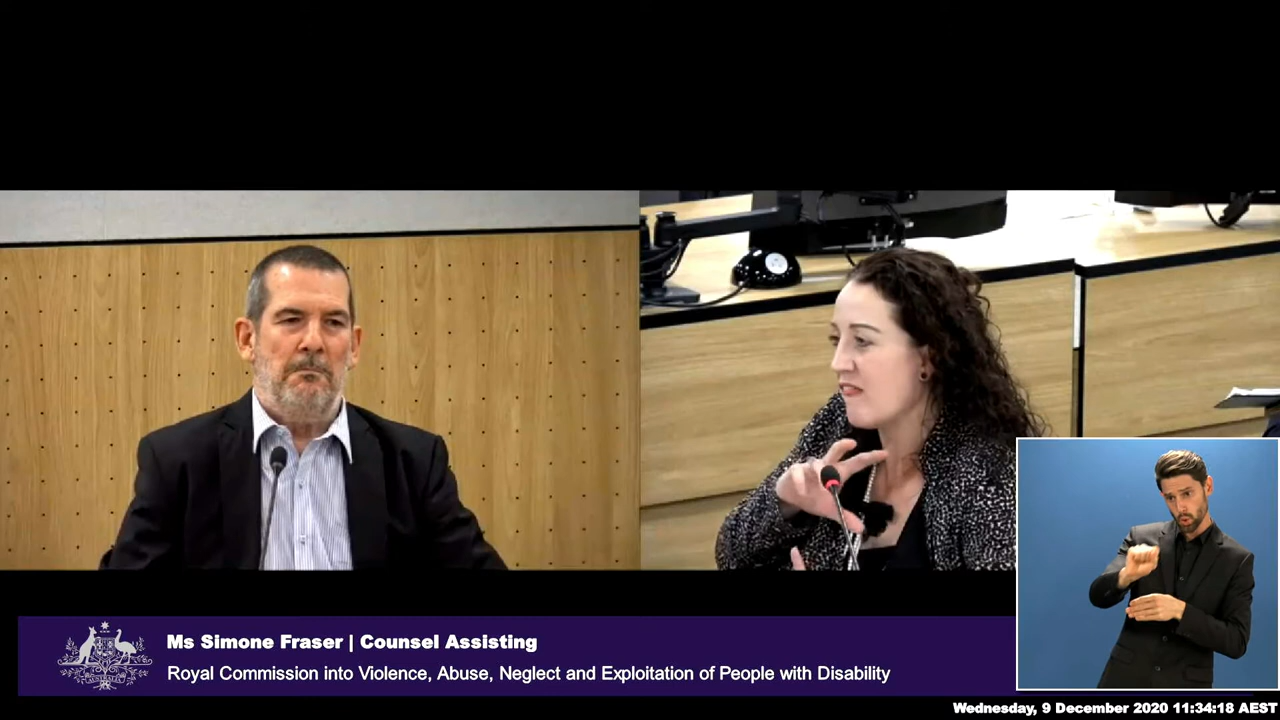 Ms Simone Fraser | Counsel Assisting
Royal Commission into Violence, Abuse, Neglect and Exploitation of People with Disability
AUSTRALIA
Wednesday, 9 December 2020 11:34:18 AEST